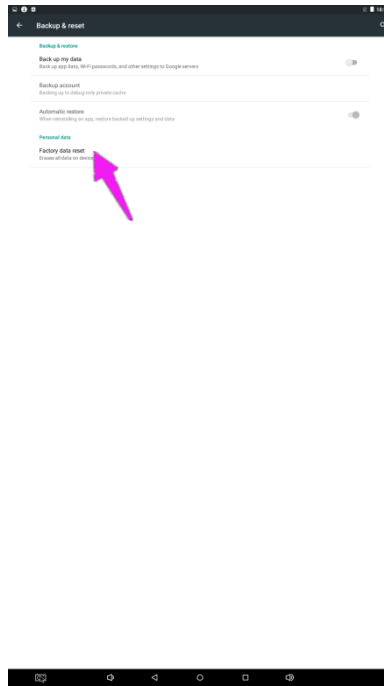 Backup & reset
Backup & restore
Back up my data
Back up app data, Wi-Fi passwords, and other settings to Google servers
Backup account
Backing up to debug-only private cache
Automatic restore
When reinstalling an app, restore backed up settings and data
Personal data
Factory data reset
Erases all data on device